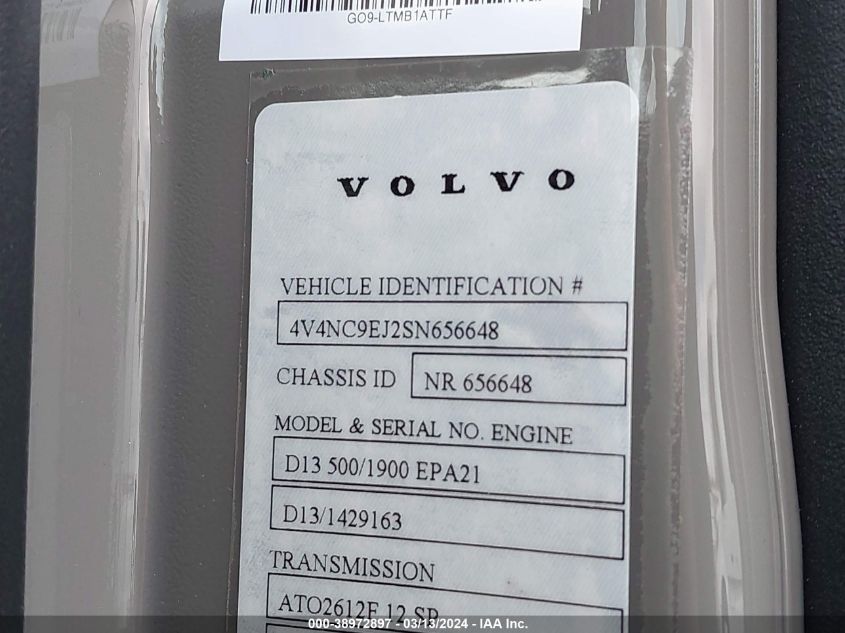 GO9-LTMB1ATTF
VOLVO
VEHICLE IDENTIFICATION #
4V4NC9EJ2SN656648
CHASSIS ID NR 656648
MODEL & SERIAL NO. ENGINE
D13 500/1900 EPA21
D13/1429163
TRANSMISSION
ATO2612F 12 SP
000-38972897 - 03/13/2024 - IAA Inc.